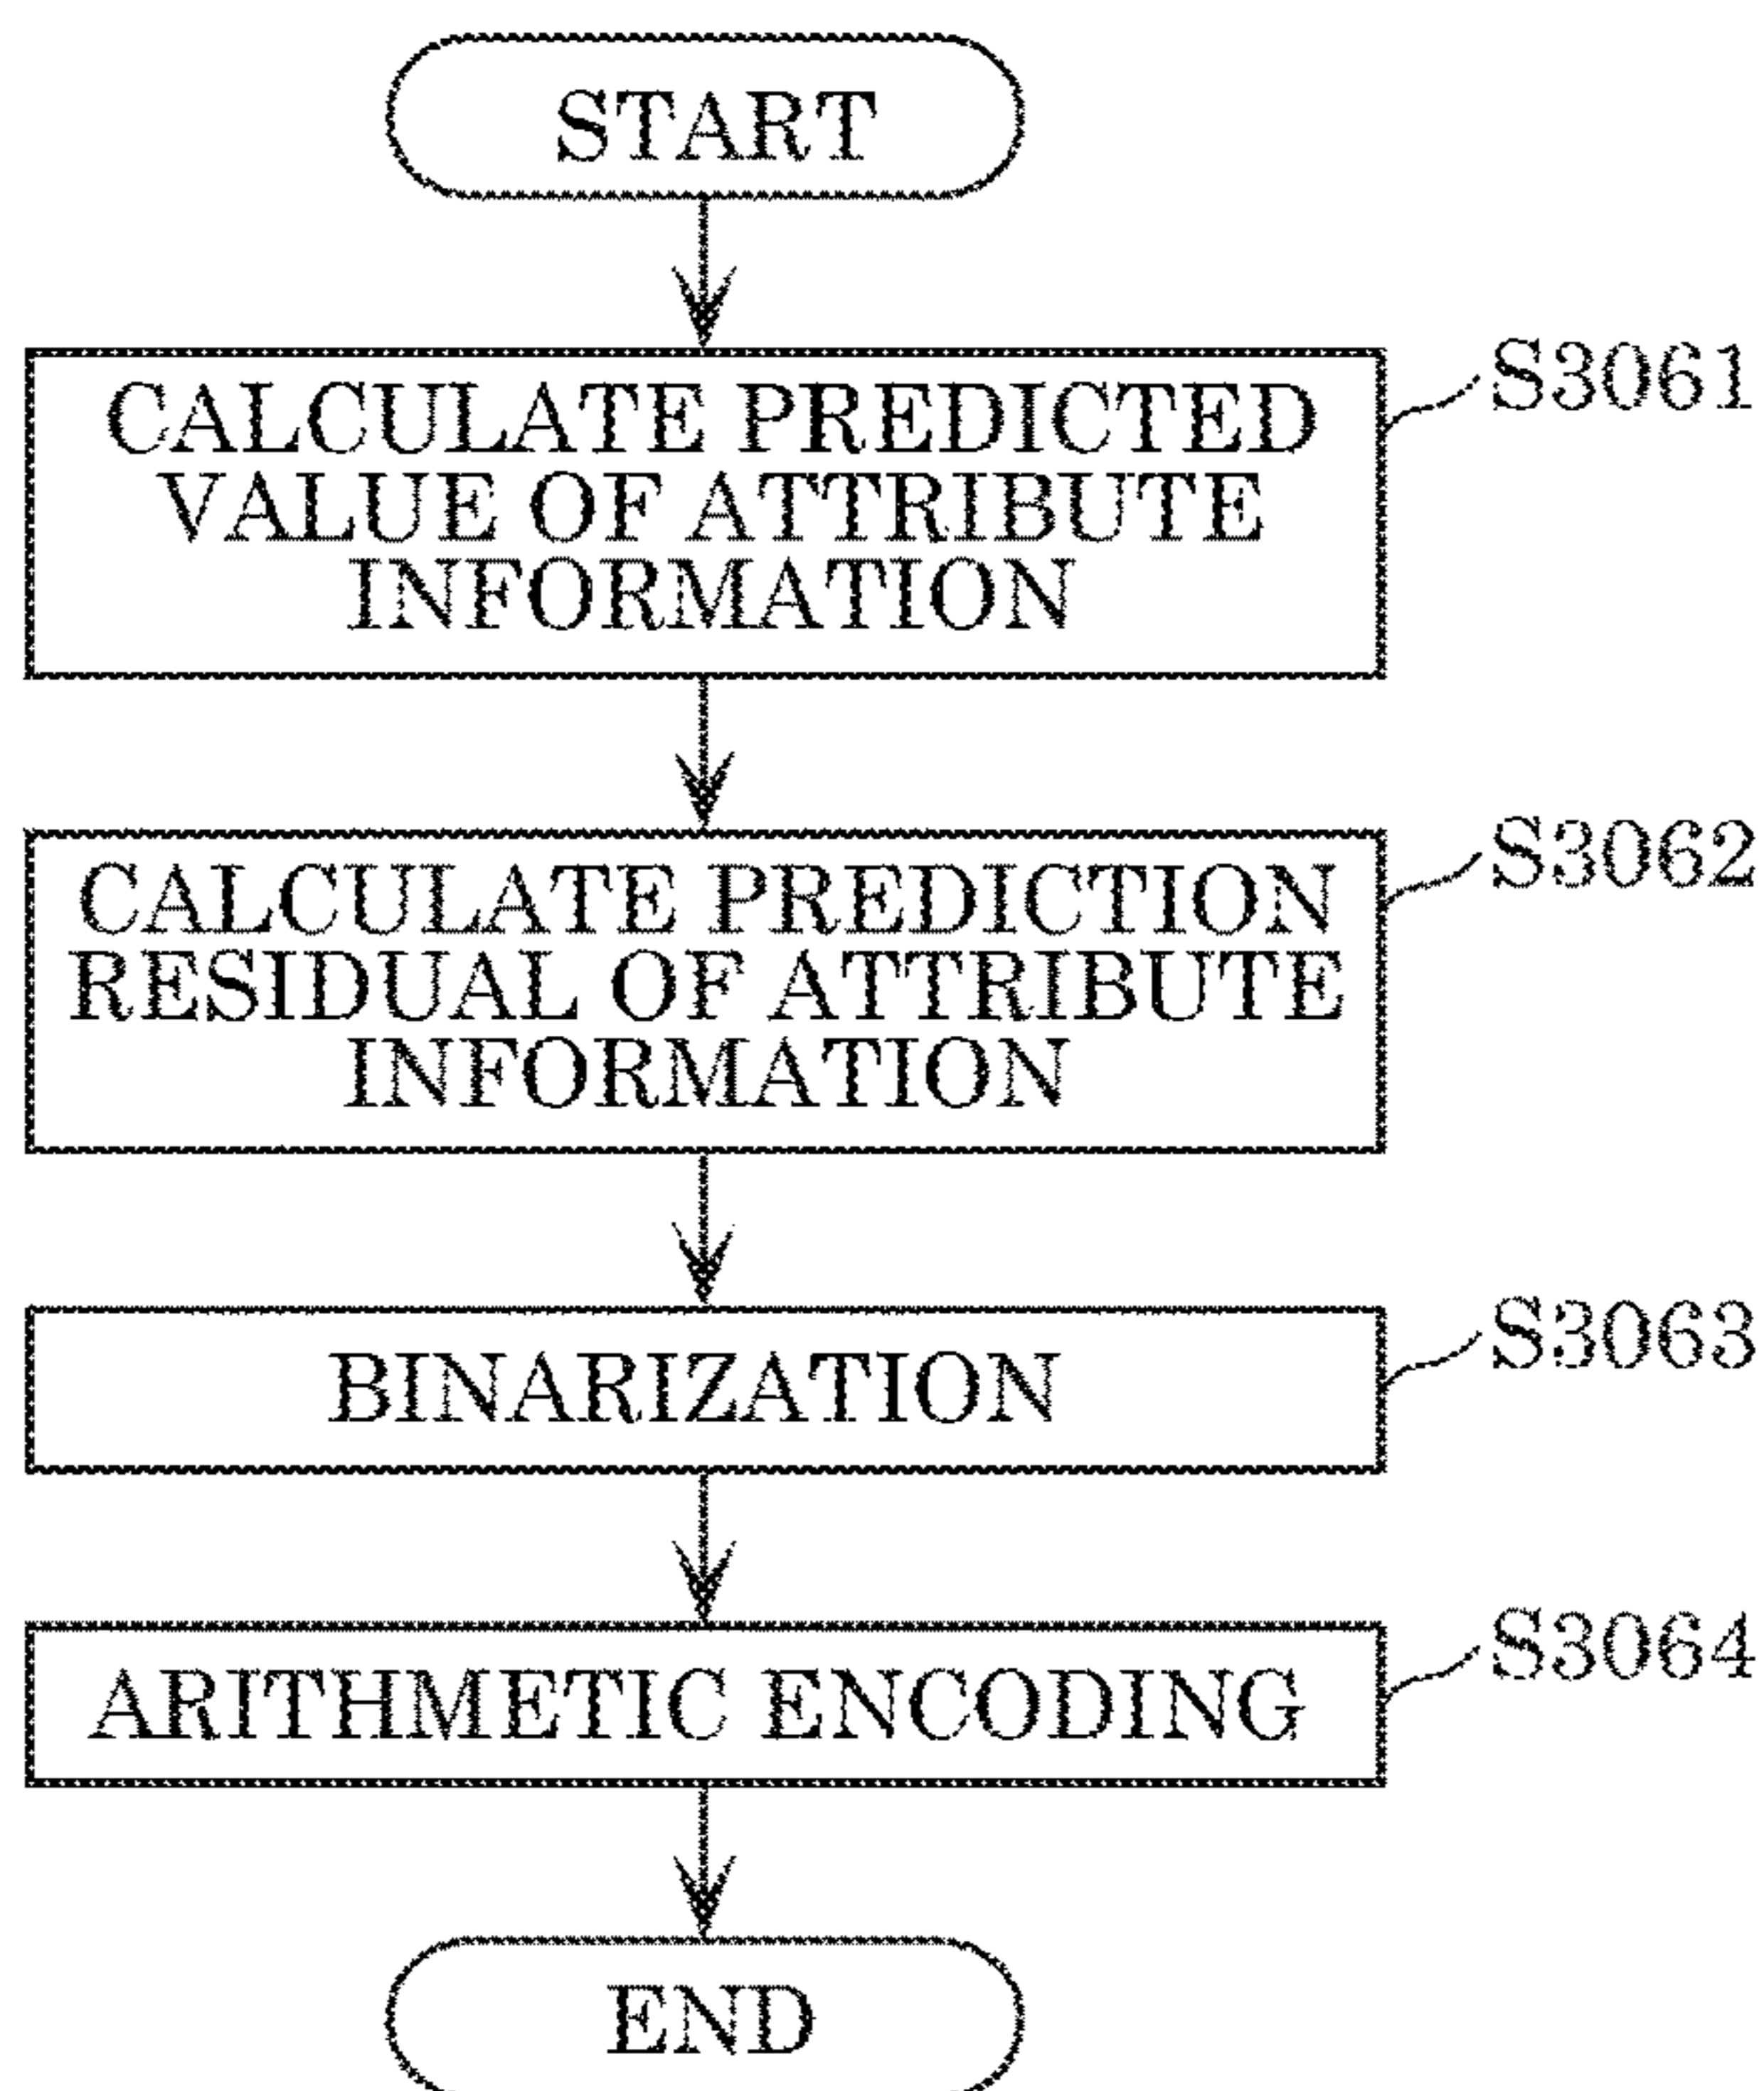 START
CALCULATE PREDICTED
VALUE OF ATTRIBUTE
INFORMATION
S3061
CALCULATE PREDICTION
RESIDUAL OF ATTRIBUTE
INFORMATION
S3062
BINARIZATION
S3063
ARITHMETIC ENCODING
S3064
END